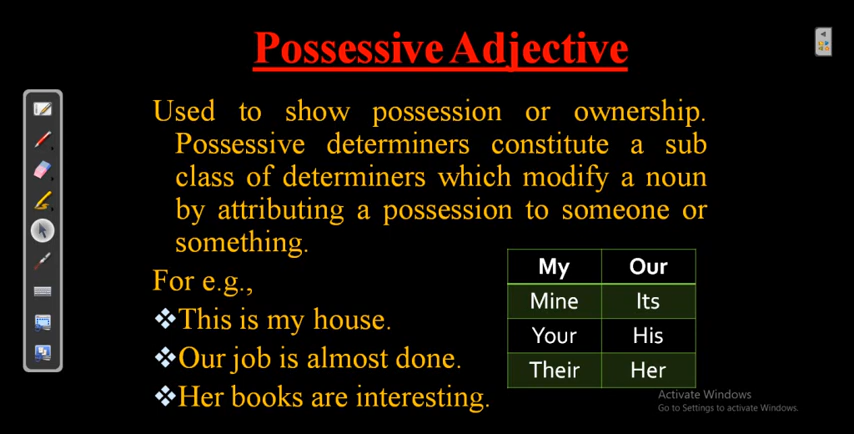 Possessive Adjective
Used to show possession or ownership.
Possessive determiners constitute a sub
class of determiners which modify a noun
by attributing a possession to someone or
something.
For e.g.,
❖This is my house.
❖Our job is almost done.
❖Her books are interesting.
My Our
Mine Its
Your His
Their Her
Activate Windows
Go to Settings to activate Windows.